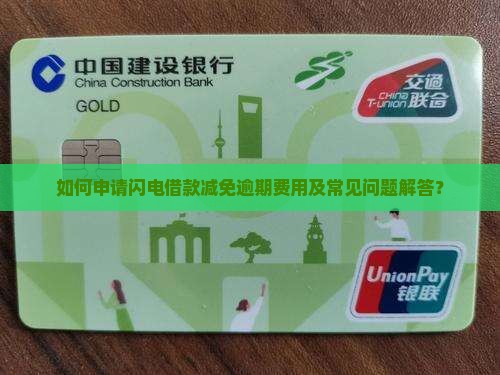 中国建设银行
China Construction Bank
GOLD
交通
CHINA
T-UNION 联合
如何申请闪电借款减免逾期费用及常见问题解答？
UnionPay
银联